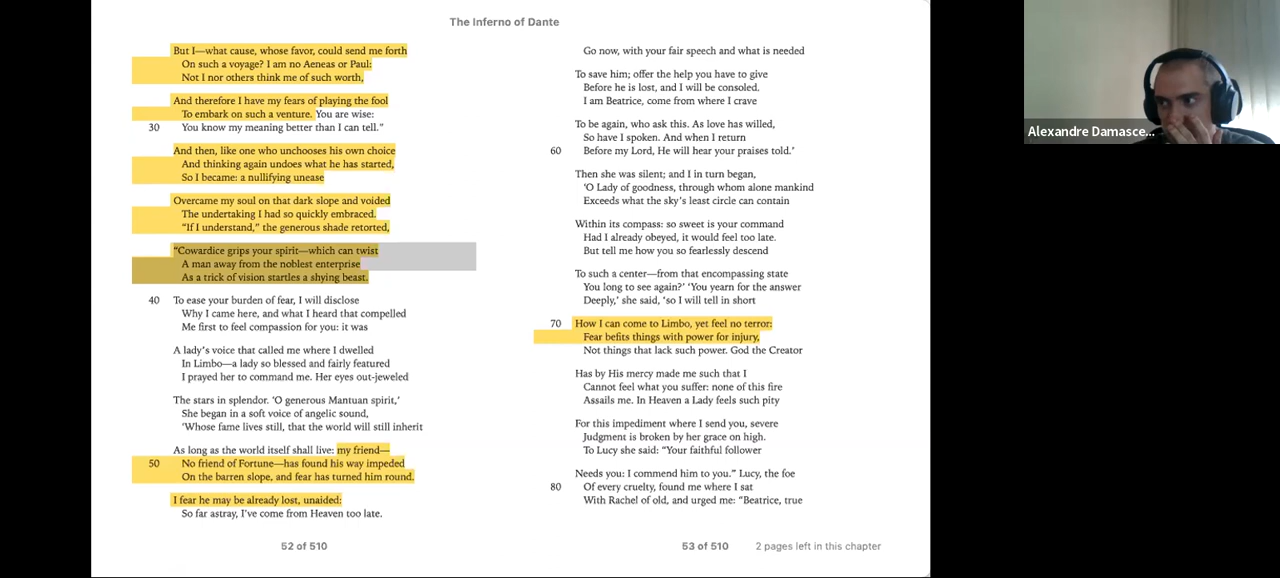 The Inferno of Dante
But I—what cause, whose favor, could send me forth
On such a voyage? I am no Aeneas or Paul:
Not I nor others think me of such worth,
And therefore I have my fears of playing the fool
To embark on such a venture. You are wise:
30 You know my meaning better than I can tell.”
And then, like one who unchooses his own choice
And thinking again undoes what he has started,
So I became: a nullifying unease
Overcame my soul on that dark slope and voided
The undertaking I had so quickly embraced.
“If I understand,” the generous shade retorted,
“Cowardice grips your spirit—which can twist
A man away from the noblest enterprise
As a trick of vision startles a shying beast.
40 To ease your burden of fear, I will disclose
Why I came here, and what I heard that compelled
Me first to feel compassion for you: it was
A lady’s voice that called me where I dwelled
In Limbo—a lady so blessed and fairly featured
I prayed her to command me. Her eyes out-jeweled
The stars in splendor. ‘O generous Mantuan spirit,’
She began in a soft voice of angelic sound,
‘Whose fame lives still, that the world will still inherit
As long as the world itself shall live: my friend—
50 No friend of Fortune—has found his way impeded
On the barren slope, and fear has turned him round.
I fear he may be already lost, unaided:
So far astray, I’ve come from Heaven too late.
52 of 510
Go now, with your fair speech and what is needed
To save him; offer the help you have to give
Before he is lost, and I will be consoled.
I am Beatrice, come from where I crave
To be again, who ask this. As love has willed,
So have I spoken. And when I return
60 Before my Lord, He will hear your praises told.’
Then she was silent; and I in turn began,
‘O Lady of goodness, through whom alone mankind
Exceeds what the sky’s least circle can contain
Within its compass: so sweet is your command
Had I already obeyed, it would feel too late.
But tell me how you so fearlessly descend
To such a center—from that encompassing state
You long to see again?’ ‘You yearn for the answer
Deeply,’ she said, ‘so I will tell in short
70 How I can come to Limbo, yet feel no terror:
Fear befits things with power for injury,
Not things that lack such power. God the Creator
Has by His mercy made me such that I
Cannot feel what you suffer: none of this fire
Assails me. In Heaven a Lady feels such pity
For this impediment where I send you, severe
Judgment is broken by her grace on high.
To Lucy she said: “Your faithful follower
Needs you: I commend him to you.” Lucy, the foe
80 Of every cruelty, found me where I sat
With Rachel of old, and urged me: “Beatrice, true
53 of 510
2 pages left in this chapter
Alexandre Damasce...